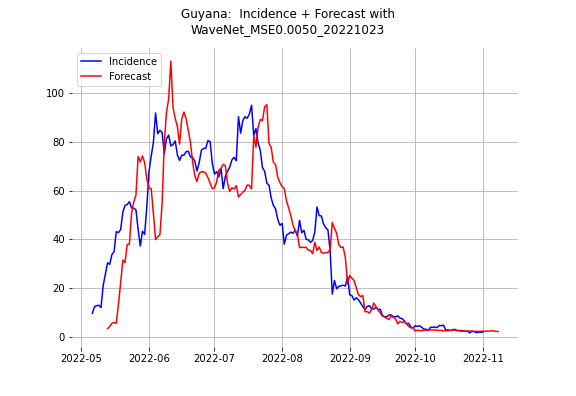 Guyana:  Incidence + Forecast with
WaveNet_MSE0.0050_20221023
Incidence
Forecast
100
80
60
40
20
0
2022-05 2022-06 2022-07 2022-08 2022-09 2022-10 2022-11